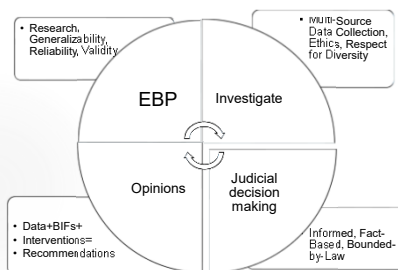 • Research,
Generalizability,
Reliability, Validity
Multi-Source
Data Collection,
Ethics, Respect
for Diversity
EBP
Investigate
Opinions
Judicial
decision
making
• Data+BIFs+
• Interventions=
• Recommendations
Informed, Fact-
Based, Bounded-
by-Law